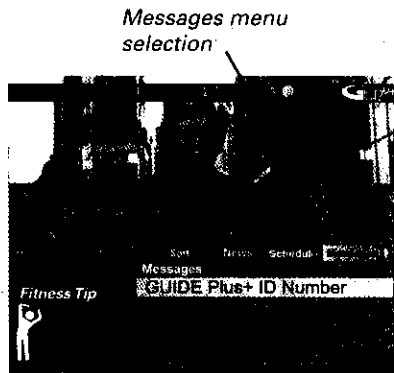 Messages menu
selection
Sort News Schedule
Messages
GUIDE Plus+ ID Number
Fitness Tip